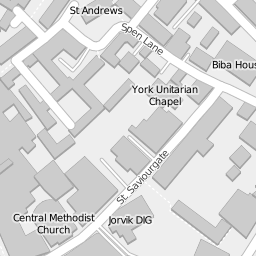 St Andrews
Spen Lane
Biba Hous
York Unitarian
Chapel
St. Saviourgate
Central Methodist
Church
Jorvik DIG